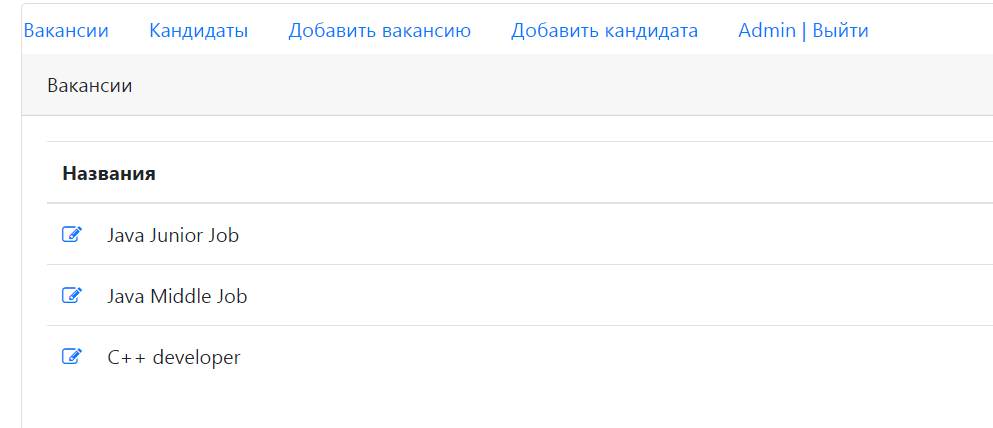 Вакансии Кандидаты Добавить вакансию Добавить кандидата Admin | Выйти
Вакансии
Названия
Java Junior Job
Java Middle Job
C++ developer